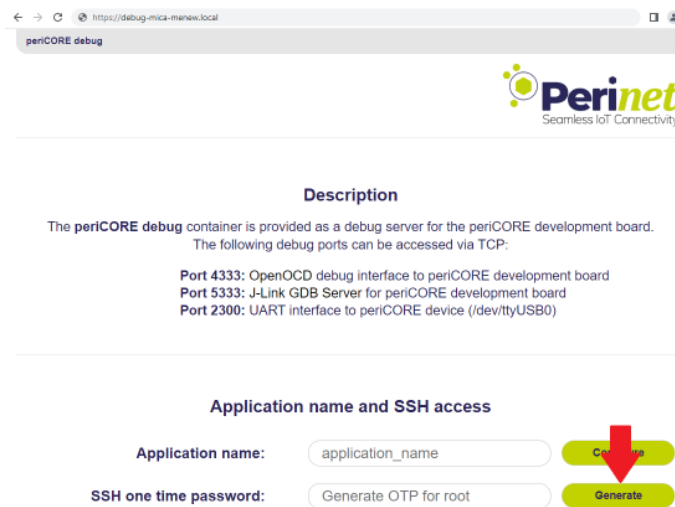 https://debug-mica-menew.local
periCORE debug
Perinet
Seamless IoT Connectivity
Description
The periCORE debug container is provided as a debug server for the periCORE development board.
The following debug ports can be accessed via TCP:
Port 4333: OpenOCD debug interface to periCORE development board
Port 5333: J-Link GDB Server for periCORE development board
Port 2300: UART interface to periCORE device (/dev/ttyUSB0)
Application name and SSH access
Application name:
application_name
SSH one time password:
Generate OTP for root
Generate